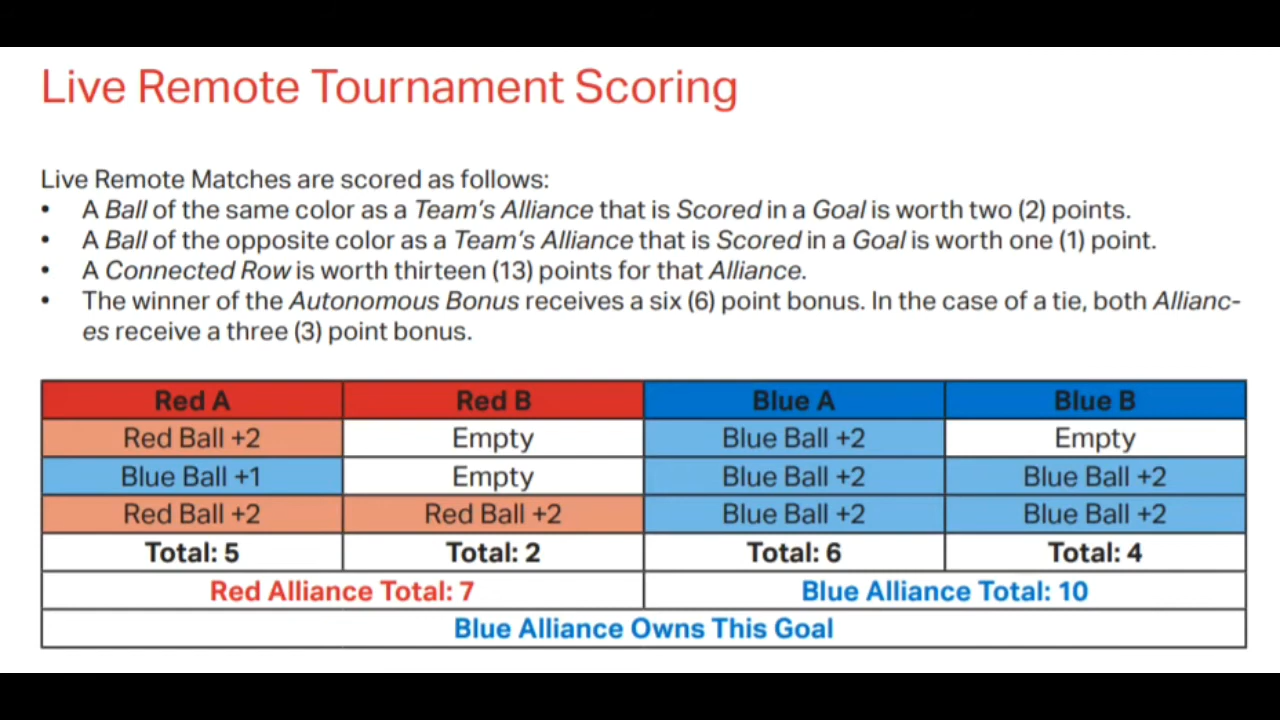 Live Remote Tournament Scoring
Live Remote Matches are scored as follows:
• A Ball of the same color as a Team's Alliance that is Scored in a Goal is worth two (2) points.
• A Ball of the opposite color as a Team's Alliance that is Scored in a Goal is worth one (1) point.
• A Connected Row is worth thirteen (13) points for that Alliance.
• The winner of the Autonomous Bonus receives a six (6) point bonus. In the case of a tie, both Allianc-
es receive a three (3) point bonus.
Red A Red B Blue A Blue B
Red Ball +2 Empty Blue Ball +2 Empty
Blue Ball +1 Empty Blue Ball +2 Blue Ball +2
Red Ball +2 Red Ball +2 Blue Ball +2 Blue Ball +2
Total: 5 Total: 2 Total: 6 Total: 4
Red Alliance Total: 7 Blue Alliance Total: 10
Blue Alliance Owns This Goal